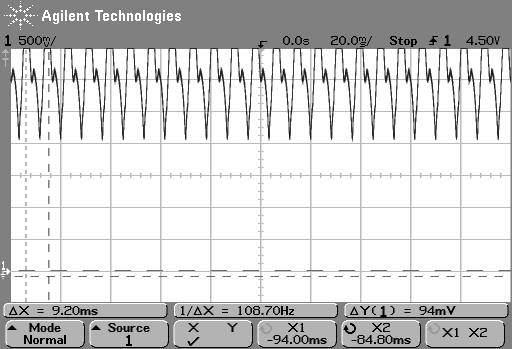 Agilent Technologies
1 500mV/ 0.0s 20.0ms/ Stop 1 4.50V
1
ΔX = 9.20ms 1/ΔX = 108.70Hz ΔY(1) = 94mV
Mode Source X Y X1 X2 X1 X2
Normal 1 ✓ -94.00ms -84.80ms